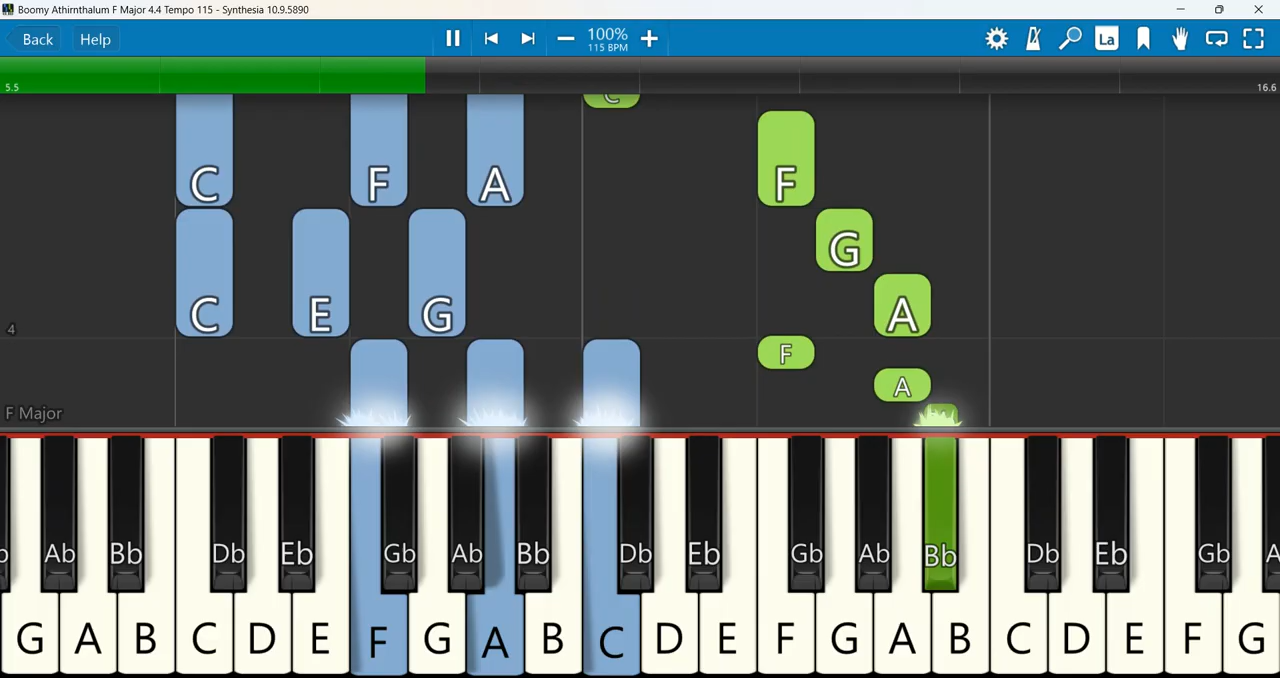 Boomy Athirnthalum F Major 4.4 Tempo 115 - Synthesia 10.9.5890
Back Help 100% La
115 BPM
5.5 16.6
C
C F A F
G
C E G A
4
F
A
F Major
Ab Bb Db Eb Gb Ab Bb Db Eb Gb Ab Bb Db Eb Gb
G A B C D E F G A B C D E F G A B C D E F G